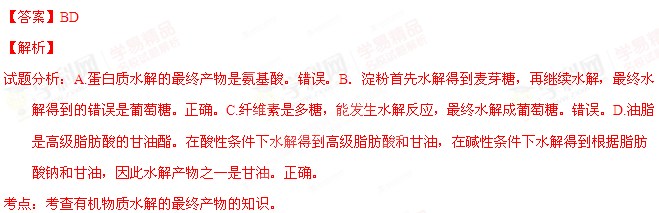 【答案】BD
【解析】
试题分析：A.蛋白质水解的最终产物是氨基酸。错误。B．淀粉首先水解得到麦芽糖，再继续水解，最终水
解得到的错误是葡萄糖。正确。C.纤维素是多糖，能发生水解反应，最终水解成葡萄糖。错误。D.油脂
是高级脂肪酸的甘油酯。在酸性条件下水解得到高级脂肪酸和甘油，在碱性条件下水解得到根据脂肪
酸钠和甘油，因此水解产物之一是甘油。正确。
考点：考查有机物质水解的最终产物的知识。